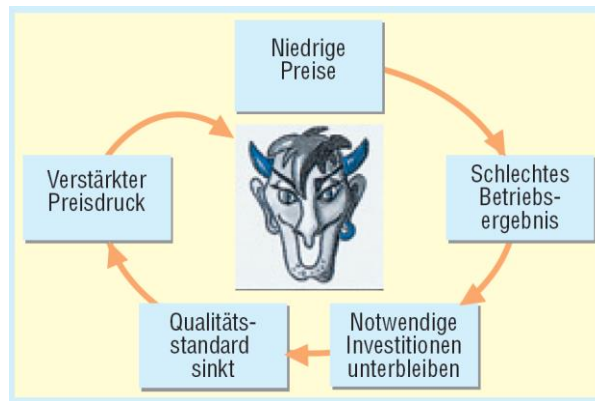 Niedrige
Preise
Schlechtes
Betriebs-
ergebnis
Notwendige
Investitionen
unterbleiben
Qualitäts-
standard
sinkt
Verstärkter
Preisdruck